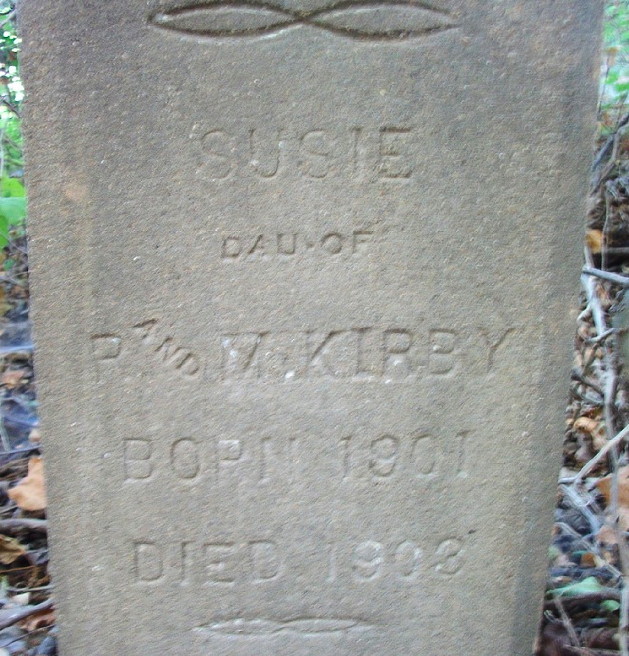 SUSIE
DAU·OF
P AND M. KIRBY
BORN 1901
DIED 1903